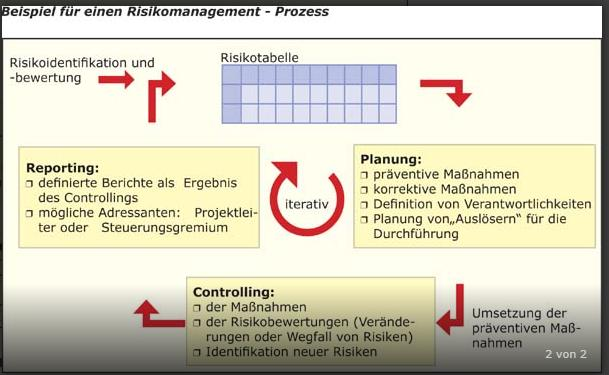 Beispiel für einen Risikomanagement - Prozess
Risikoidentifikation und
-bewertung
Risikotabelle
Reporting:
❒ definierte Berichte als Ergebnis
des Controllings
❒ mögliche Adressanten: Projektlei-
ter oder Steuerungsgremium
iterativ
Planung:
❒ präventive Maßnahmen
❒ korrektive Maßnahmen
❒ Definition von Verantwortlichkeiten
❒ Planung von„Auslösern“ für die
Durchführung
Controlling:
❒ der Maßnahmen
❒ der Risikobewertungen (Verände-
rungen oder Wegfall von Risiken)
❒ Identifikation neuer Risiken
Umsetzung der
präventiven Maß-
nahmen
2 von 2